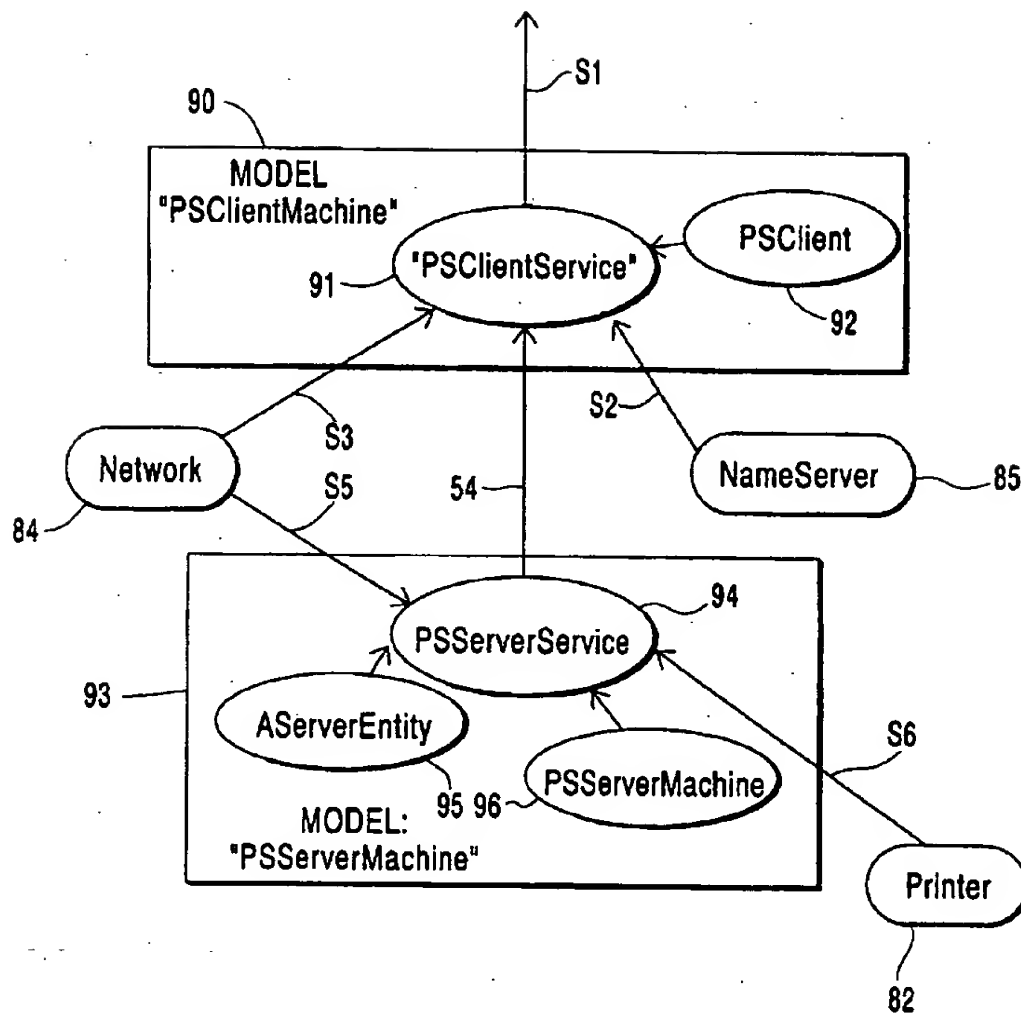 S1
90
MODEL
"PSClientMachine"
PSClient
"PSClientService"
91
92
S3
S2
Network
S5
54
NameServer
85
84
94
PSServerService
93
AServerEntity
S6
PSServerMachine
95
96
MODEL:
"PSServerMachine"
Printer
82